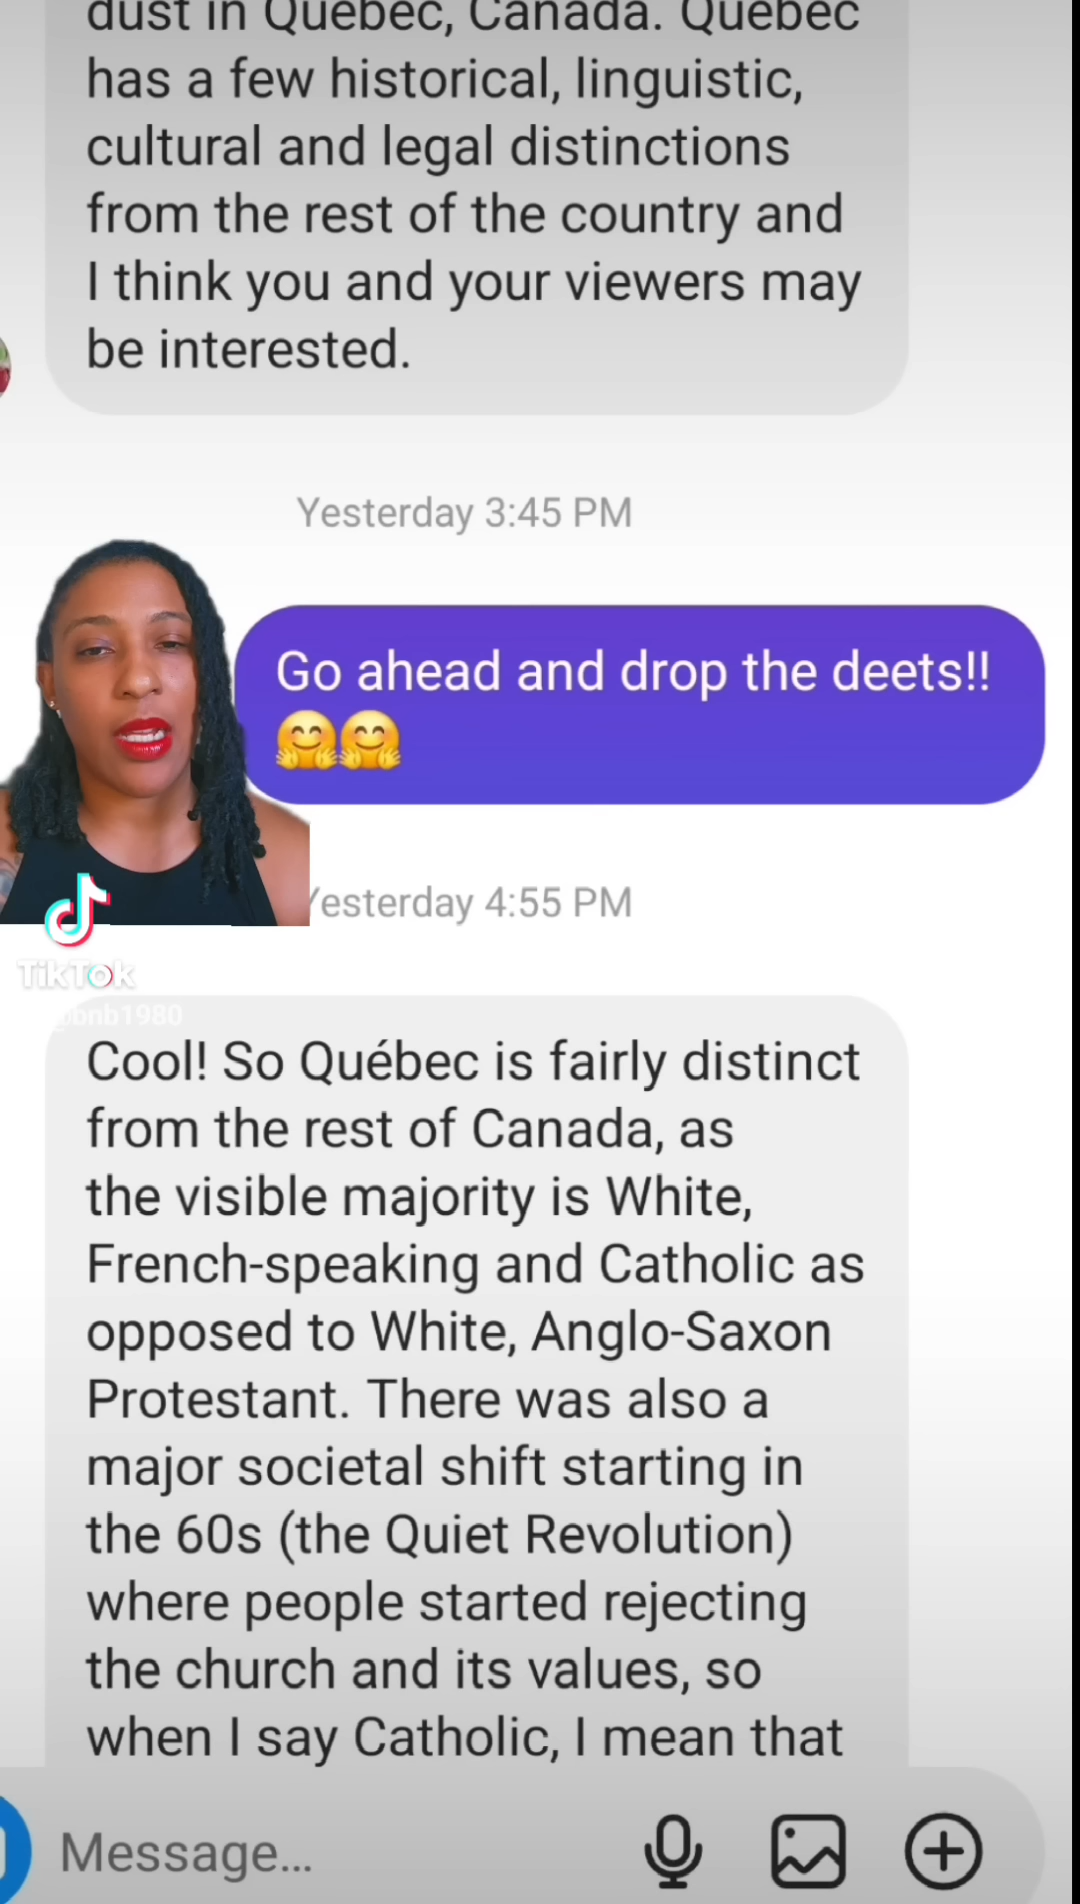 dust in Québec, Canada. Québec
has a few historical, linguistic,
cultural and legal distinctions
from the rest of the country and
I think you and your viewers may
be interested.
Yesterday 3:45 PM
Go ahead and drop the deets!!
🤗🤗
Yesterday 4:55 PM
TikTok
bnb1980
Cool! So Québec is fairly distinct
from the rest of Canada, as
the visible majority is White,
French-speaking and Catholic as
opposed to White, Anglo-Saxon
Protestant. There was also a
major societal shift starting in
the 60s (the Quiet Revolution)
where people started rejecting
the church and its values, so
when I say Catholic, I mean that
Message...